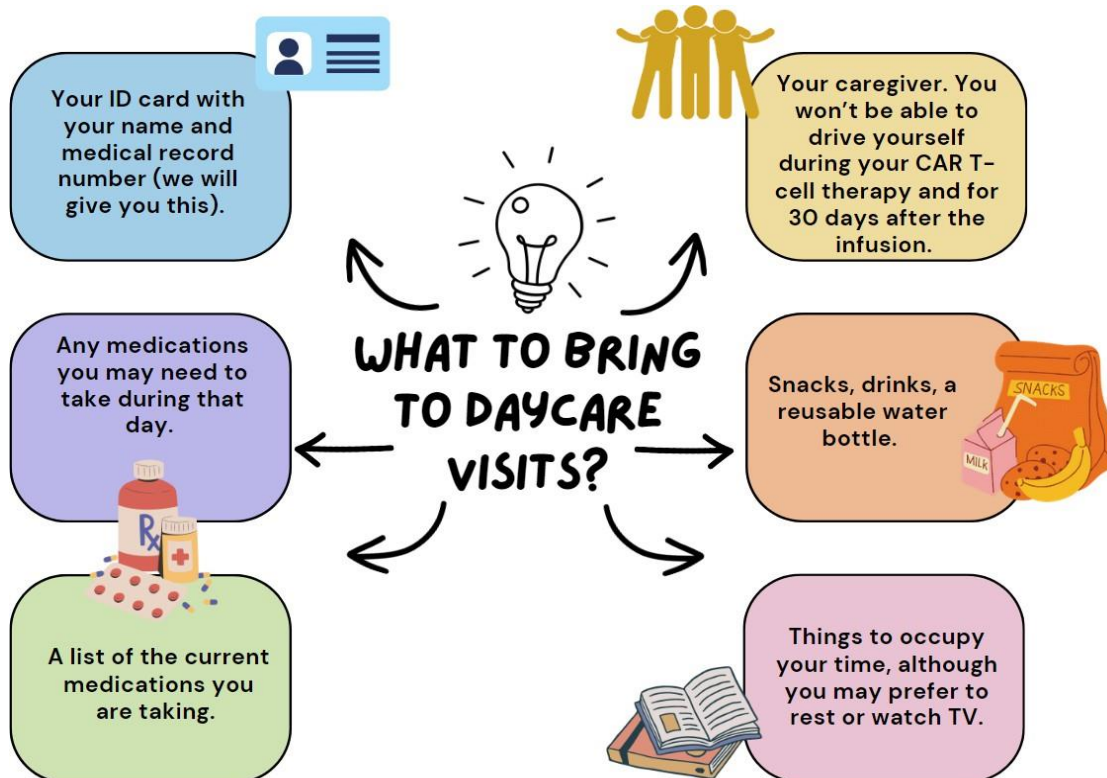 Your ID card with
your name and
medical record
number (we will
give you this).
Your caregiver. You
won't be able to
drive yourself
during your CAR T-
cell therapy and for
30 days after the
infusion.
WHAT TO BRING
TO DAYCARE
VISITS?
Any medications
you may need to
take during that
day.
Rx
Snacks, drinks, a
reusable water
bottle.
SNACKS
MILK
A list of the current
medications you
are taking.
Things to occupy
your time, although
you may prefer to
rest or watch TV.